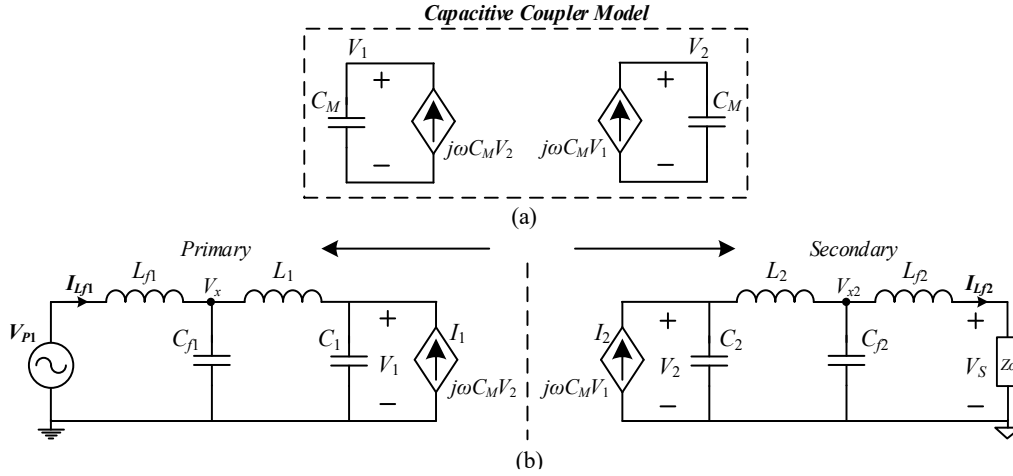 Capacitive Coupler Model
V1 V2
+ +
CM CM
jωCMV2 jωCMV1
− −
(a)
Primary Secondary
ILf1 Lf1 Vx L1 L2 Vx2 Lf2 ILf2
VP1 Cf1 C1 + V1 − I1 I2 + V2 − C2 Cf2 + VS −
jωCMV2 jωCMV1
(b)